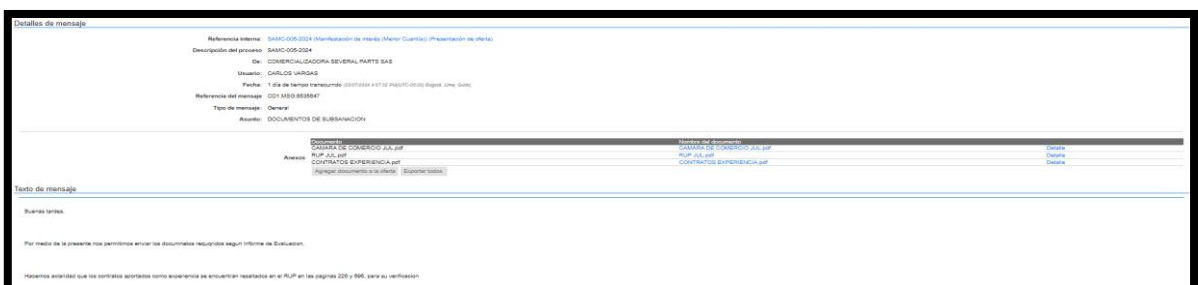 Detalles de mensaje
Referencia interna: SAMC-005-2024 (Manifestación de interés (Menor Cuantía)) (Presentación de oferta)
Descripción del proceso SAMC-005-2024
De: COMERCIALIZADORA SEVERAL PARTS SAS
Usuario: CARLOS VARGAS
Fecha: 1 día de tiempo transcurrido
Referencia del mensaje CO1.MSG.6535647
Tipo de mensaje: General
Asunto: DOCUMENTOS DE SUBSANACION
Documento Nombre del documento
CAMARA DE COMERCIO JUL.pdf CAMARA DE COMERCIO JUL.pdf Detalle
Anexos RUP JUL.pdf RUP JUL.pdf Detalle
CONTRATOS EXPERIENCIA.pdf CONTRATOS EXPERIENCIA.pdf Detalle
Agregar documento a la oferta Exportar todos
Texto de mensaje
Buenas tardes.
Por medio de la presente nos permitimos enviar los documentos segun informe de Evaluacion.
Hacemos que los contratos aportados como experiencia se encuentran resaltados en el RUP en las paginas 226 y 696, para su verificacion